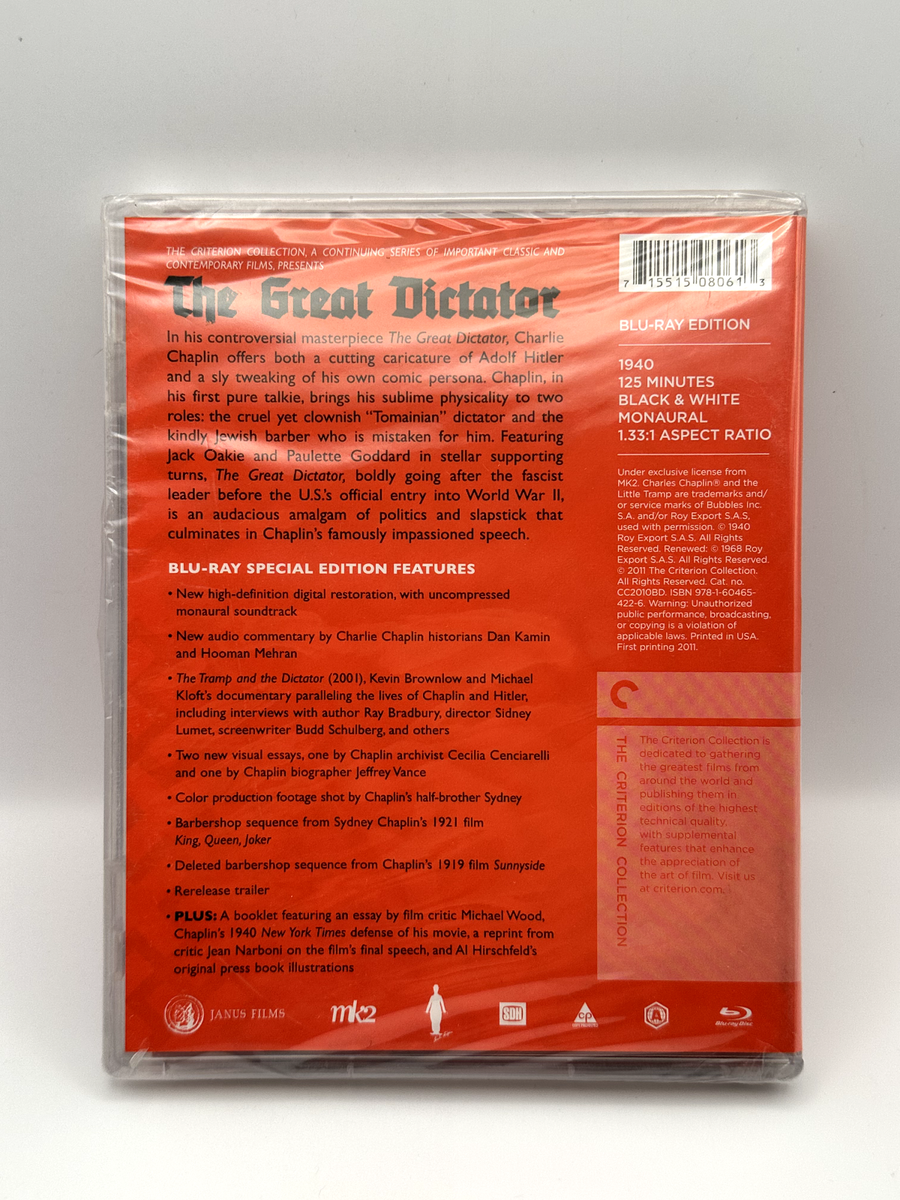 THE CRITERION COLLECTION, A CONTINUING SERIES OF IMPORTANT CLASSIC AND
CONTEMPORARY FILMS, PRESENTS
The Great Dictator
In his controversial masterpiece The Great Dictator, Charlie
Chaplin offers both a cutting caricature of Adolf Hitler
and a sly tweaking of his own comic persona. Chaplin, in
his first pure talkie, brings his sublime physicality to two
roles: the cruel yet clownish “Tomainian” dictator and the
kindly Jewish barber who is mistaken for him. Featuring
Jack Oakie and Paulette Goddard in stellar supporting
turns, The Great Dictator, boldly going after the fascist
leader before the U.S.’s official entry into World War II,
is an audacious amalgam of politics and slapstick that
culminates in Chaplin’s famously impassioned speech.
BLU-RAY SPECIAL EDITION FEATURES
• New high-definition digital restoration, with uncompressed
monaural soundtrack
• New audio commentary by Charlie Chaplin historians Dan Kamin
and Hooman Mehran
• The Tramp and the Dictator (2001), Kevin Brownlow and Michael
Kloft’s documentary paralleling the lives of Chaplin and Hitler,
including interviews with author Ray Bradbury, director Sidney
Lumet, screenwriter Budd Schulberg, and others
• Two new visual essays, one by Chaplin archivist Cecilia Cenciarelli
and one by Chaplin biographer Jeffrey Vance
• Color production footage shot by Chaplin’s half-brother Sydney
• Barbershop sequence from Sydney Chaplin’s 1921 film
King, Queen, Joker
• Deleted barbershop sequence from Chaplin’s 1919 film Sunnyside
• Rerelease trailer
• PLUS: A booklet featuring an essay by film critic Michael Wood,
Chaplin’s 1940 New York Times defense of his movie, a reprint from
critic Jean Narboni on the film’s final speech, and Al Hirschfeld’s
original press book illustrations
7 15515 08061 3
BLU-RAY EDITION
1940
125 MINUTES
BLACK & WHITE
MONAURAL
1.33:1 ASPECT RATIO
Under exclusive license from
MK2. Charles Chaplin® and the
Little Tramp are trademarks and/
or service marks of Bubbles Inc.
S.A. and/or Roy Export S.A.S,
used with permission. © 1940
Roy Export S.A.S. All Rights
Reserved. Renewed: © 1968 Roy
Export S.A.S. All Rights Reserved.
© 2011 The Criterion Collection.
All Rights Reserved. Cat. no.
CC2010BD. ISBN 978-1-60465-
422-6. Warning: Unauthorized
public performance, broadcasting,
or copying is a violation of
applicable laws. Printed in USA.
First printing 2011.
THE CRITERION COLLECTION
The Criterion Collection is
dedicated to gathering
the greatest films from
around the world and
publishing them in
editions of the highest
technical quality,
with supplemental
features that enhance
the appreciation of
the art of film. Visit us
at criterion.com.
JANUS FILMS
mk2
SDH
cp
A
Blu-ray Disc